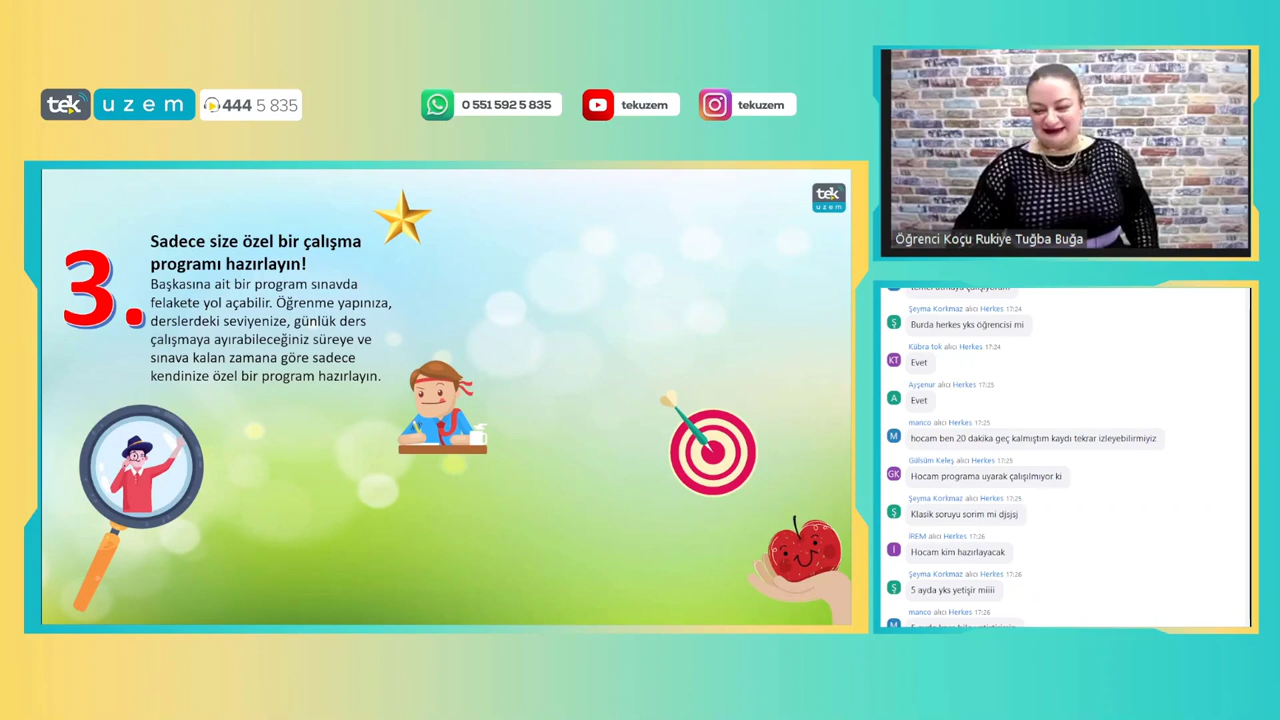 tek
uzem
444 5 835
0 551 592 5 835
tekuzem
tekuzem
tek
uzem
3.
Sadece size özel bir çalışma
programı hazırlayın!
Başkasına ait bir program sınavda
felakete yol açabilir. Öğrenme yapınıza,
derslerdeki seviyenize, günlük ders
çalışmaya ayırabileceğiniz süreye ve
sınava kalan zamana göre sadece
kendinize özel bir program hazırlayın.
Öğrenci Koçu Rukiye Tuğba Buğa
Şeyma Korkmaz alıcı Herkes 17:24
Ş
Burda herkes yks öğrencisi mi
Kübra tok alıcı Herkes 17:24
KT
Evet
Ayşenur alıcı Herkes 17:25
A
Evet
manco alıcı Herkes 17:25
M
hocam ben 20 dakika geç kalmıştım kaydı tekrar izleyebilirmiyiz
Gülsüm Keleş alıcı Herkes 17:25
GK
Hocam programa uyarak çalışılmıyor ki
Şeyma Korkmaz alıcı Herkes 17:25
Ş
Klasik soruyu sorim mi djsjsj
İREM alıcı Herkes 17:26
I
Hocam kim hazırlayacak
Şeyma Korkmaz alıcı Herkes 17:26
Ş
5 ayda yks yetişir miiii
manco alıcı Herkes 17:26
M